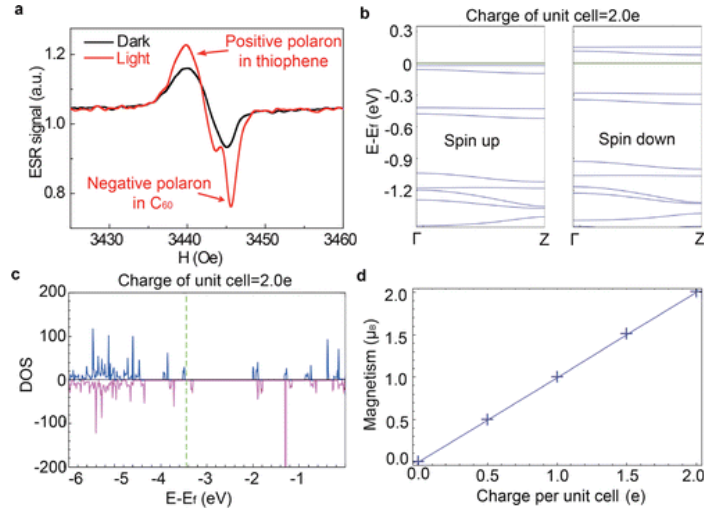 a
Dark
Light
Positive polaron
in thiophene
Negative polaron
in C60
ESR signal (a.u.)
1.2
1.0
0.8
3430
3440
3450
3460
H (Oe)
b
Charge of unit cell=2.0e
E-Ef (eV)
0.3
0
-0.3
-0.6
-0.9
-1.2
Spin up
Spin down
Γ
Z
Γ
Z
c
Charge of unit cell=2.0e
DOS
200
100
0
-100
-200
-6
-5
-4
-3
-2
-1
E-Ef (eV)
d
Magnetism (μB)
2.0
1.5
1.0
0.5
0.0
0.0
0.5
1.0
1.5
2.0
Charge per unit cell (e)